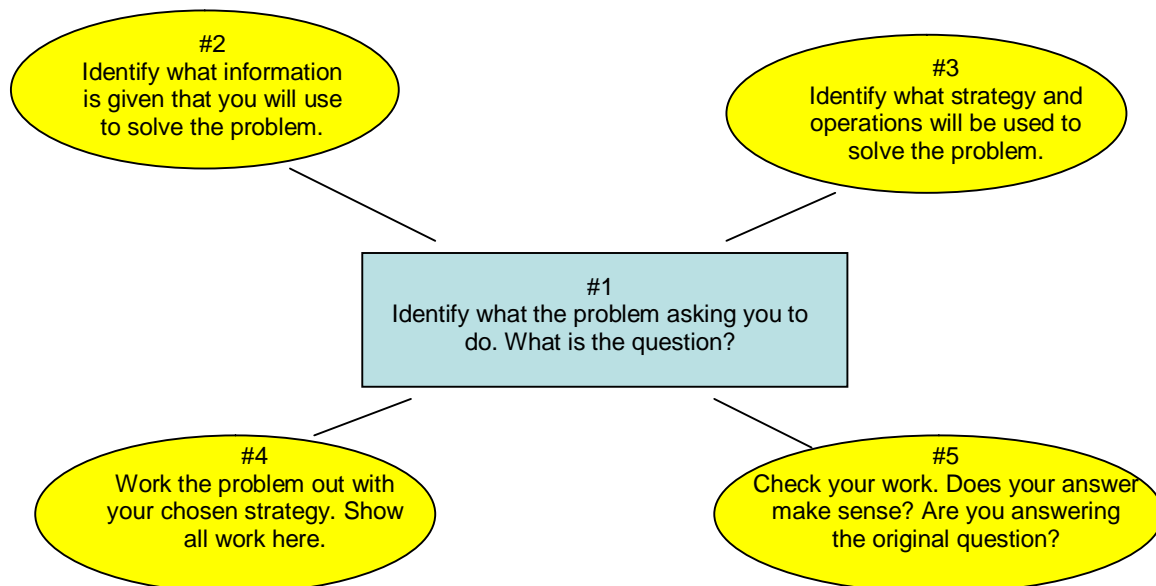 #2
Identify what information
is given that you will use
to solve the problem.
#3
Identify what strategy and
operations will be used to
solve the problem.
#1
Identify what the problem asking you to
do. What is the question?
#4
Work the problem out with
your chosen strategy. Show
all work here.
#5
Check your work. Does your answer
make sense? Are you answering
the original question?